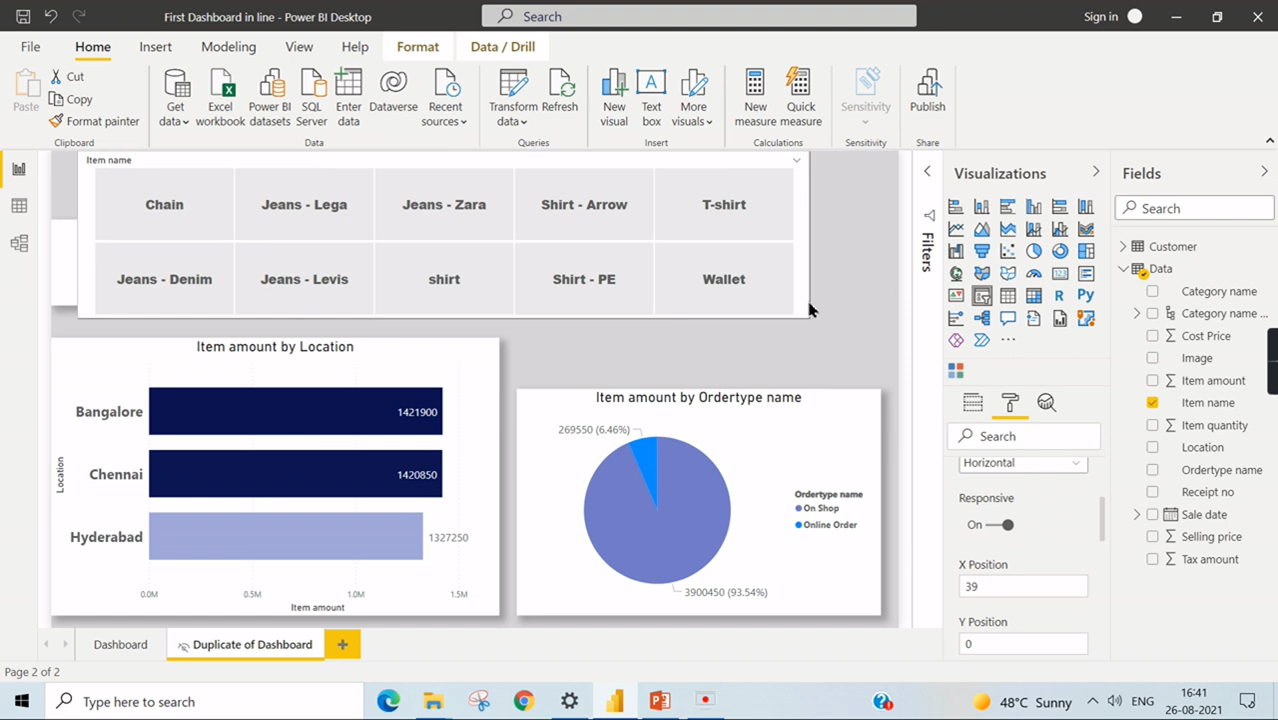 First Dashboard in line - Power BI Desktop
Search
Sign in
File
Home
Insert
Modeling
View
Help
Format
Data / Drill
Paste
Cut
Copy
Format painter
Get data
Excel workbook
Power BI datasets
SQL Server
Enter data
Dataverse
Recent sources
Transform data
Refresh
New visual
Text box
More visuals
New measure
Quick measure
Sensitivity
Publish
Clipboard
Data
Queries
Insert
Calculations
Sensitivity
Share
Item name
Chain
Jeans - Lega
Jeans - Zara
Shirt - Arrow
T-shirt
Jeans - Denim
Jeans - Levis
shirt
Shirt - PE
Wallet
Item amount by Location
Location
Bangalore
1421900
Chennai
1420850
Hyderabad
1327250
0.0M
0.5M
1.0M
1.5M
Item amount
Item amount by Ordertype name
269550 (6.46%)
3900450 (93.54%)
Ordertype name
On Shop
Online Order
Filters
Visualizations
R
Py
123
Search
Horizontal
Responsive
On
X Position
39
Y Position
0
Fields
Search
Customer
Data
Category name
Category name ...
Cost Price
Image
Item amount
Item name
Item quantity
Location
Ordertype name
Receipt no
Sale date
Selling price
Tax amount
Dashboard
Duplicate of Dashboard
Page 2 of 2
Type here to search
48°C Sunny
ENG
16:41
26-08-2021